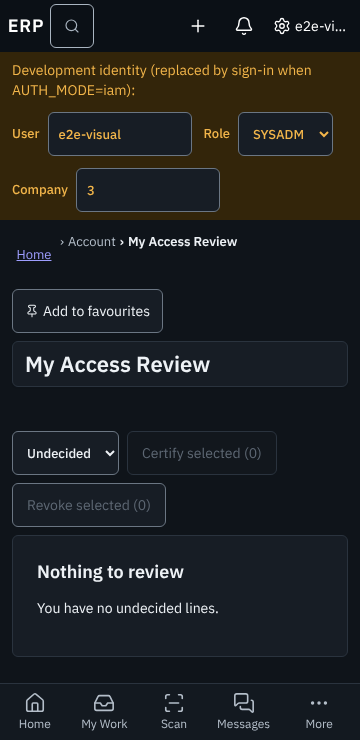 ERP
e2e-vi...
Development identity (replaced by sign-in when
AUTH_MODE=iam):
User e2e-visual Role SYSADM
Company 3
Home › Account › My Access Review
Add to favourites
My Access Review
Undecided Certify selected (0)
Revoke selected (0)
Nothing to review
You have no undecided lines.
Home My Work Scan Messages More